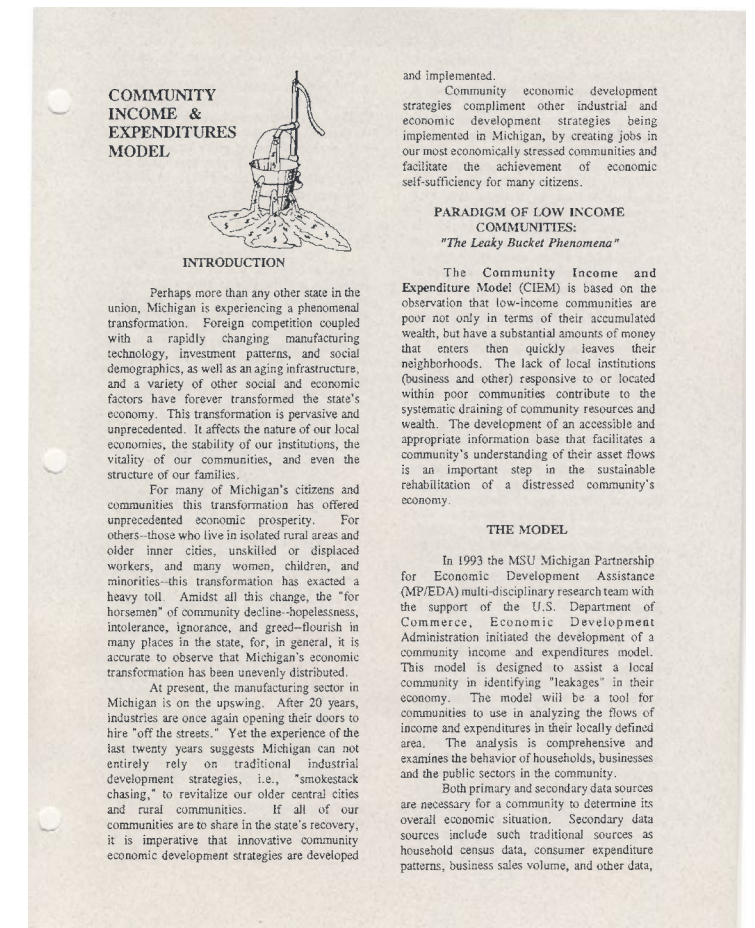 COMMUNITY
INCOME &
EXPENDITURES
MODEL
INTRODUCTION
Perhaps more than any other state in the
union, Michigan is experiencing a phenomenal
transformation. Foreign competition coupled
with a rapidly changing manufacturing
technology, investment patterns, and social
demographics, as well as an aging infrastructure,
and a variety of other social and economic
factors have forever transformed the state's
economy. This transformation is pervasive and
unprecedented. It affects the nature of our local
economies, the stability of our institutions, the
vitality of our communities, and even the
structure of our families.
For many of Michigan's citizens and
communities this transformation has offered
unprecedented economic prosperity. For
others--those who live in isolated rural areas and
older inner cities, unskilled or displaced
workers, and many women, children, and
minorities--this transformation has exacted a
heavy toll. Amidst all this change, the "for
horsemen" of community decline--hopelessness,
intolerance, ignorance, and greed--flourish in
many places in the state, for, in general, it is
accurate to observe that Michigan's economic
transformation has been unevenly distributed.
At present, the manufacturing sector in
Michigan is on the upswing. After 20 years,
industries are once again opening their doors to
hire "off the streets." Yet the experience of the
last twenty years suggests Michigan can not
entirely rely on traditional industrial
development strategies, i.e., "smokestack
chasing," to revitalize our older central cities
and rural communities. If all of our
communities are to share in the state's recovery,
it is imperative that innovative community
economic development strategies are developed
and implemented.
Community economic development
strategies compliment other industrial and
economic development strategies being
implemented in Michigan, by creating jobs in
our most economically stressed communities and
facilitate the achievement of economic
self-sufficiency for many citizens.
PARADIGM OF LOW INCOME
COMMUNITIES:
"The Leaky Bucket Phenomena"
The Community Income and
Expenditure Model (CIEM) is based on the
observation that low-income communities are
poor not only in terms of their accumulated
wealth, but have a substantial amounts of money
that enters then quickly leaves their
neighborhoods. The lack of local institutions
(business and other) responsive to or located
within poor communities contribute to the
systematic draining of community resources and
wealth. The development of an accessible and
appropriate information base that facilitates a
community's understanding of their asset flows
is an important step in the sustainable
rehabilitation of a distressed community's
economy.
THE MODEL
In 1993 the MSU Michigan Partnership
for Economic Development Assistance
(MP/EDA) multi-disciplinary research team with
the support of the U.S. Department of
Commerce, Economic Development
Administration initiated the development of a
community income and expenditures model.
This model is designed to assist a local
community in identifying "leakages" in their
economy. The model will be a tool for
communities to use in analyzing the flows of
income and expenditures in their locally defined
area. The analysis is comprehensive and
examines the behavior of households, businesses
and the public sectors in the community.
Both primary and secondary data sources
are necessary for a community to determine its
overall economic situation. Secondary data
sources include such traditional sources as
household census data, consumer expenditure
patterns, business sales volume, and other data,